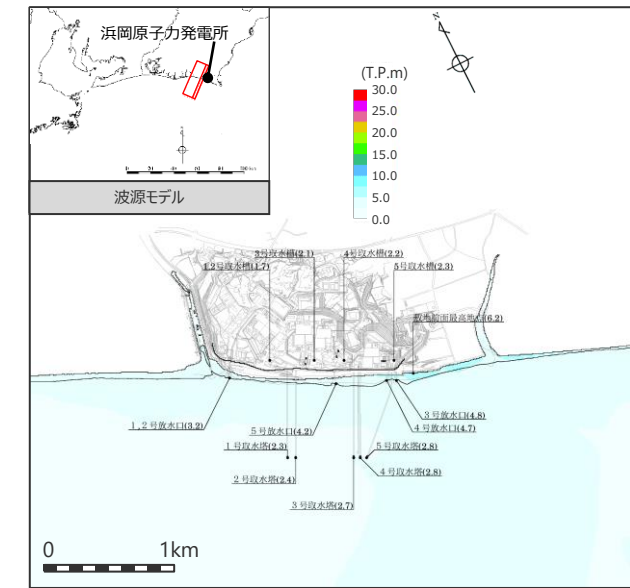 浜岡原子力発電所
波源モデル
N
(T.P.m)
30.0
25.0
20.0
15.0
10.0
5.0
0.0
3号取水槽(2.1)
4号取水槽(2.2)
1,2号取水槽(1.7)
5号取水槽(2.3)
敷地前面最高地点(6.2)
1,2号放水口(3.2)
5号放水口(4.2)
3号放水口(4.8)
4号放水口(4.7)
1号取水塔(2.3)
5号取水塔(2.8)
2号取水塔(2.4)
4号取水塔(2.8)
3号取水塔(2.7)
0 1km